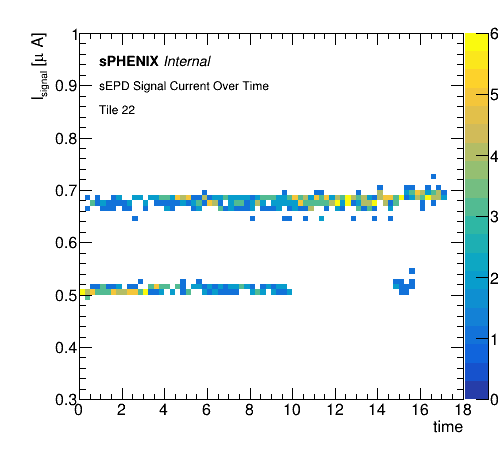 I_signal [μ A]
sPHENIX Internal
sEPD Signal Current Over Time
Tile 22
1
0.9
0.8
0.7
0.6
0.5
0.4
0.3
0 2 4 6 8 10 12 14 16 18
time
6
5
4
3
2
1
0